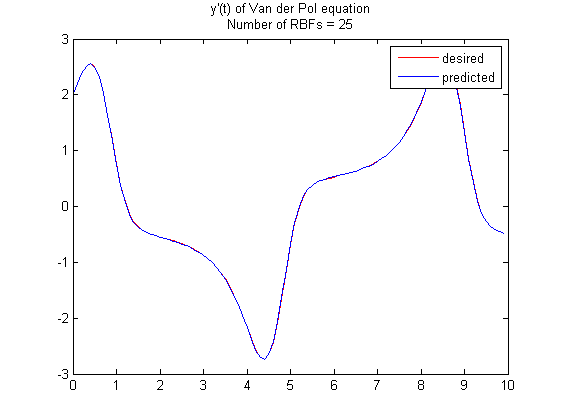 y'(t) of Van der Pol equation
Number of RBFs = 25
desired
predicted
3
2
1
0
-1
-2
-3
0 1 2 3 4 5 6 7 8 9 10